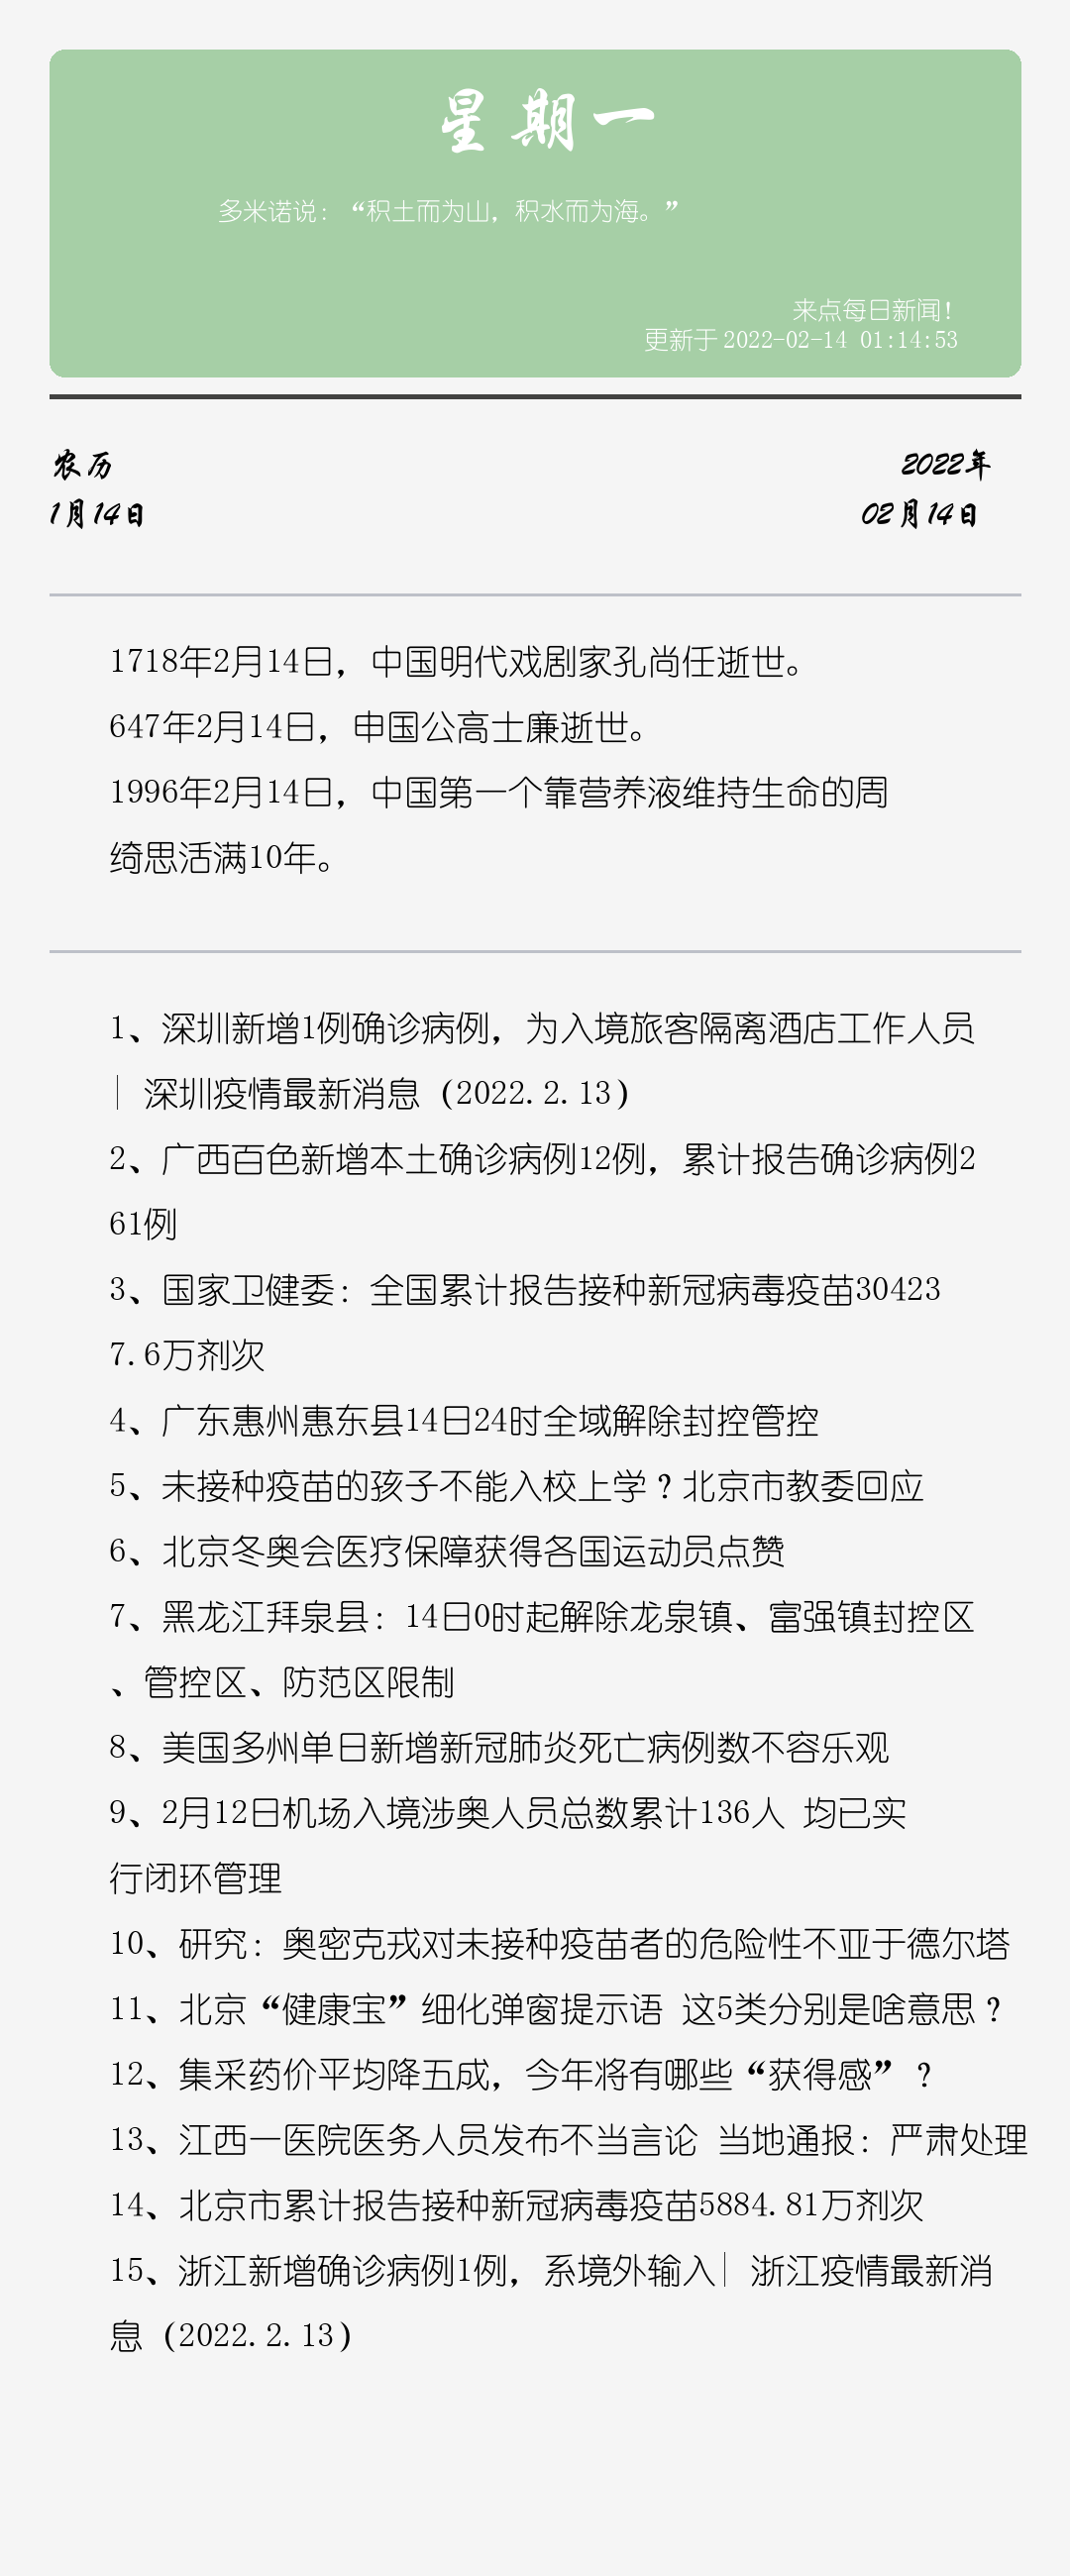 星期一
多米诺说：“积土而为山，积水而为海。”
来点每日新闻！
更新于 2022-02-14 01:14:53
农历
2022年
1月14日
02月14日
1718年2月14日，中国明代戏剧家孔尚任逝世。
647年2月14日，申国公高士廉逝世。
1996年2月14日，中国第一个靠营养液维持生命的周
绮思活满10年。
1、深圳新增1例确诊病例，为入境旅客隔离酒店工作人员
｜深圳疫情最新消息（2022.2.13）
2、广西百色新增本土确诊病例12例，累计报告确诊病例2
61例
3、国家卫健委：全国累计报告接种新冠病毒疫苗30423
7.6万剂次
4、广东惠州惠东县14日24时全域解除封控管控
5、未接种疫苗的孩子不能入校上学？北京市教委回应
6、北京冬奥会医疗保障获得各国运动员点赞
7、黑龙江拜泉县：14日0时起解除龙泉镇、富强镇封控区
、管控区、防范区限制
8、美国多州单日新增新冠肺炎死亡病例数不容乐观
9、2月12日机场入境涉奥人员总数累计136人 均已实
行闭环管理
10、研究：奥密克戎对未接种疫苗者的危险性不亚于德尔塔
11、北京“健康宝”细化弹窗提示语 这5类分别是啥意思？
12、集采药价平均降五成，今年将有哪些“获得感”？
13、江西一医院医务人员发布不当言论 当地通报：严肃处理
14、北京市累计报告接种新冠病毒疫苗5884.81万剂次
15、浙江新增确诊病例1例，系境外输入｜浙江疫情最新消
息（2022.2.13）